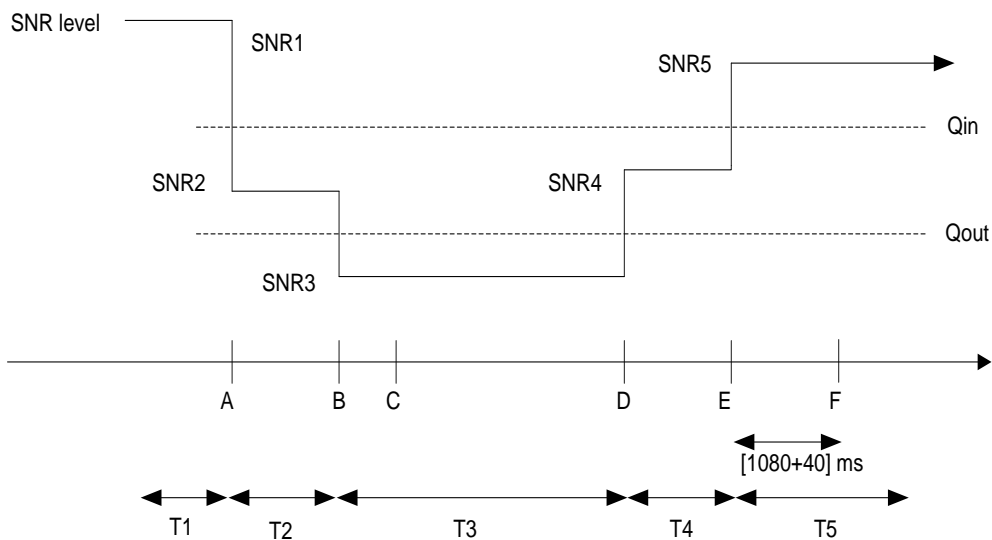 SNR level
SNR1
SNR5
Qin
SNR2
SNR4
Qout
SNR3
A
B
C
D
E
F
[1080+40] ms
T1
T2
T3
T4
T5